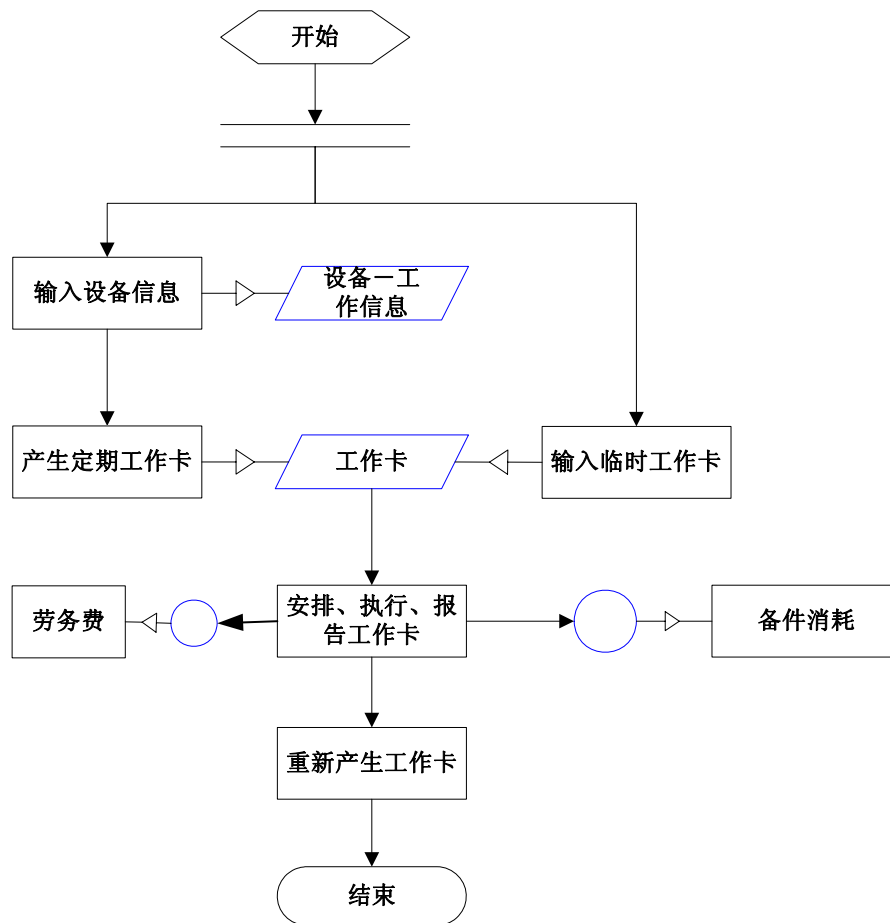 开始
输入设备信息
设备－工
作信息
产生定期工作卡
工作卡
输入临时工作卡
劳务费
安排、执行、报
告工作卡
备件消耗
重新产生工作卡
结束